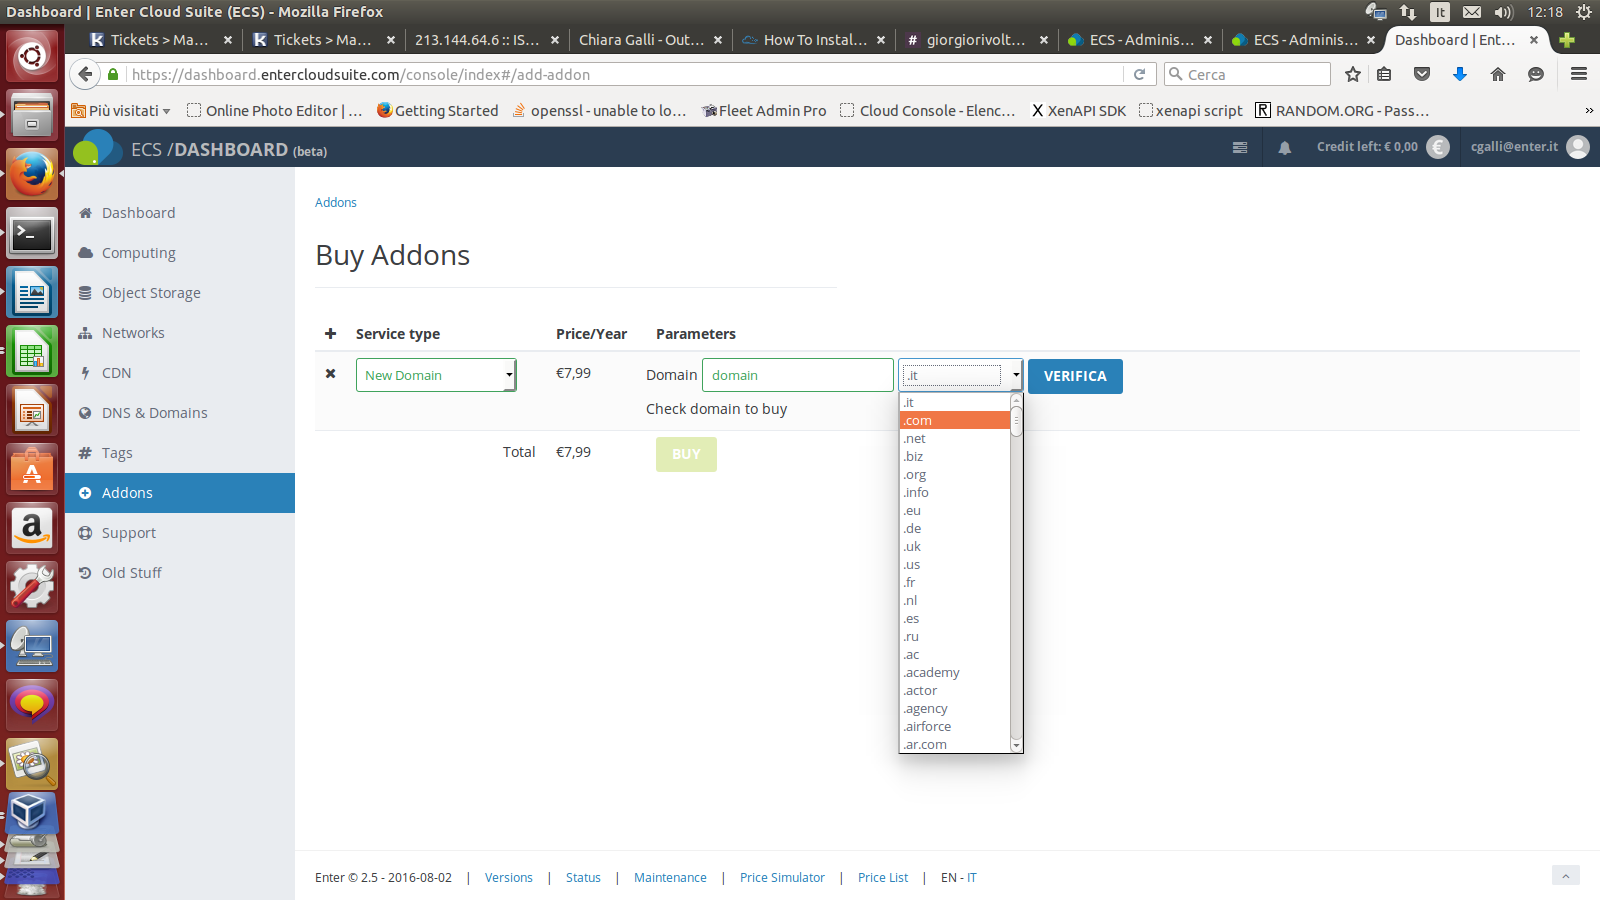 Dashboard | Enter Cloud Suite (ECS) - Mozilla Firefox
It
12:18
Tickets > Ma...
Tickets > Ma...
213.144.64.6 :: IS...
Chiara Galli - Out...
How To Instal...
giorgiorivolt...
ECS - Adminis...
ECS - Adminis...
Dashboard | Ent...
https://dashboard.entercloudsuite.com/console/index#/add-addon
Cerca
Più visitati
Online Photo Editor | ...
Getting Started
openssl - unable to lo...
Fleet Admin Pro
Cloud Console - Elenc...
XenAPI SDK
xenapi script
RANDOM.ORG - Pass...
ECS /DASHBOARD (beta)
Credit left: € 0,00
€
cgalli@enter.it
Dashboard
Computing
Object Storage
Networks
CDN
DNS & Domains
Tags
Addons
Support
Old Stuff
Addons
Buy Addons
Service type
Price/Year
Parameters
New Domain
€7,99
Domain
domain
.it
VERIFICA
Check domain to buy
Total
€7,99
BUY
.it
.com
.net
.biz
.org
.info
.eu
.de
.uk
.us
.fr
.nl
.es
.ru
.ac
.academy
.actor
.agency
.airforce
.ar.com
Enter © 2.5 - 2016-08-02 | Versions | Status | Maintenance | Price Simulator | Price List | EN - IT